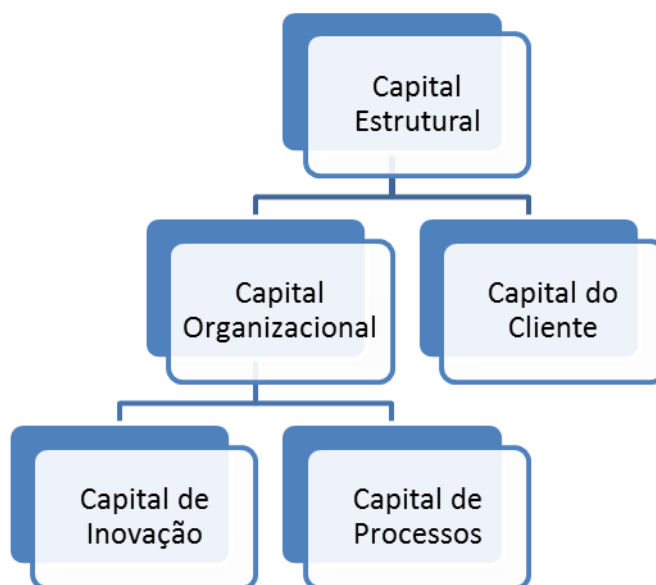 Capital
Estrutural
Capital
Organizacional
Capital do
Cliente
Capital de
Inovação
Capital de
Processos